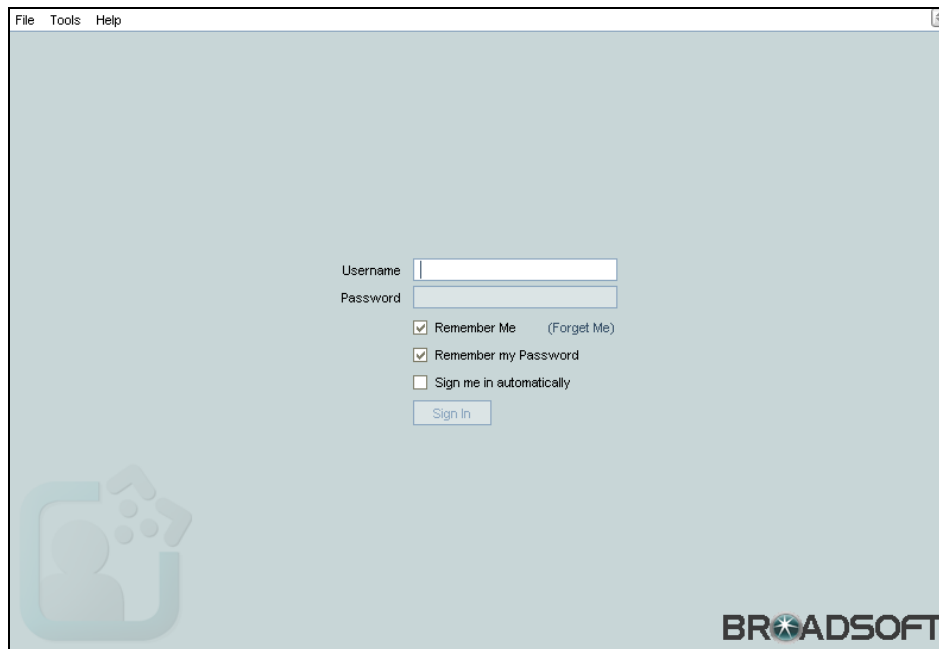 File Tools Help
Username
Password
Remember Me (Forget Me)
Remember my Password
Sign me in automatically
Sign In
BROADSOFT